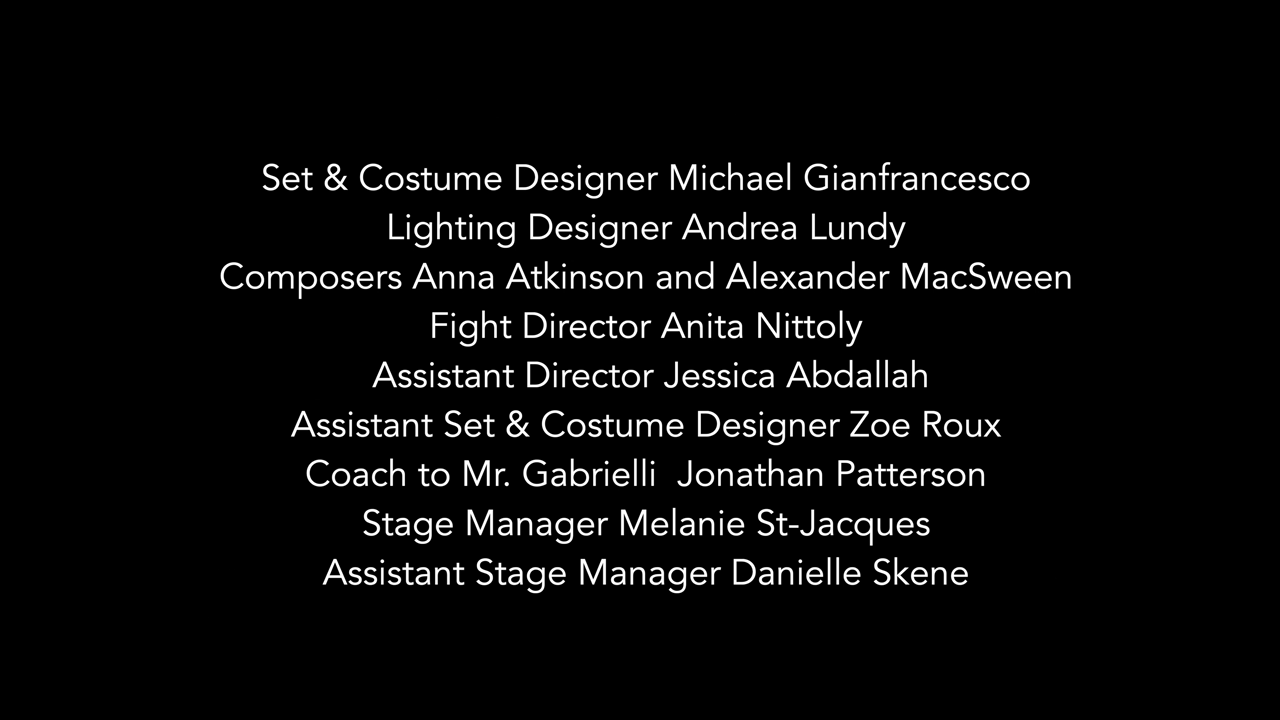 Set & Costume Designer Michael Gianfrancesco
Lighting Designer Andrea Lundy
Composers Anna Atkinson and Alexander MacSween
Fight Director Anita Nittoly
Assistant Director Jessica Abdallah
Assistant Set & Costume Designer Zoe Roux
Coach to Mr. Gabrielli  Jonathan Patterson
Stage Manager Melanie St-Jacques
Assistant Stage Manager Danielle Skene